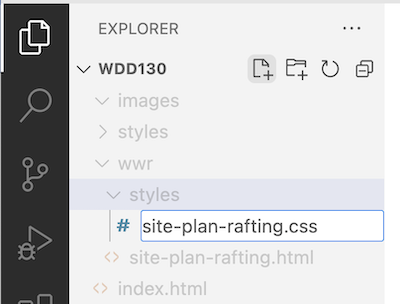 EXPLORER
WDD130
images
styles
wwr
styles
# site-plan-rafting.css
<> site-plan-rafting.html
<> index.html